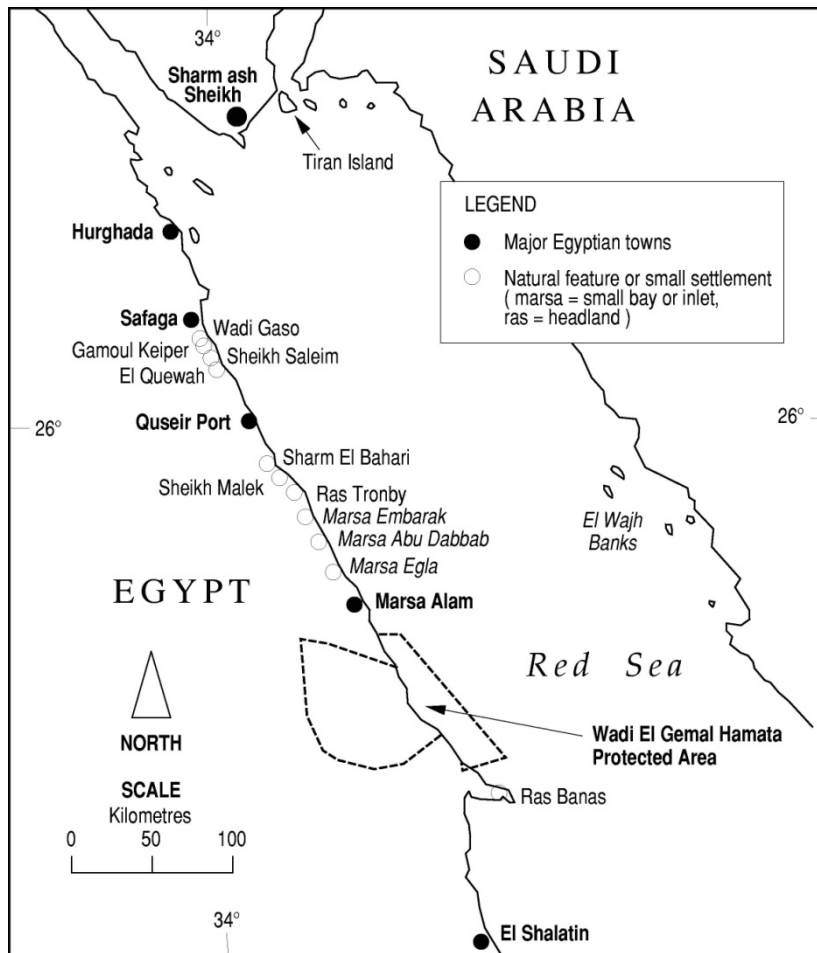 34°
Sharm ash
Sheikh
SAUDI
ARABIA
Tiran Island
LEGEND
Major Egyptian towns
Natural feature or small settlement
( marsa = small bay or inlet,
ras = headland )
Hurghada
Safaga
Wadi Gaso
Gamoul Keiper
Sheikh Saleim
El Quewah
26°
Quseir Port
26°
Sharm El Bahari
Sheikh Malek
Ras Tronby
Marsa Embarak
El Wajh
Banks
Marsa Abu Dabbab
Marsa Egla
EGYPT
Marsa Alam
Red Sea
Wadi El Gemal Hamata
Protected Area
NORTH
SCALE
Kilometres
0 50 100
Ras Banas
34°
El Shalatin